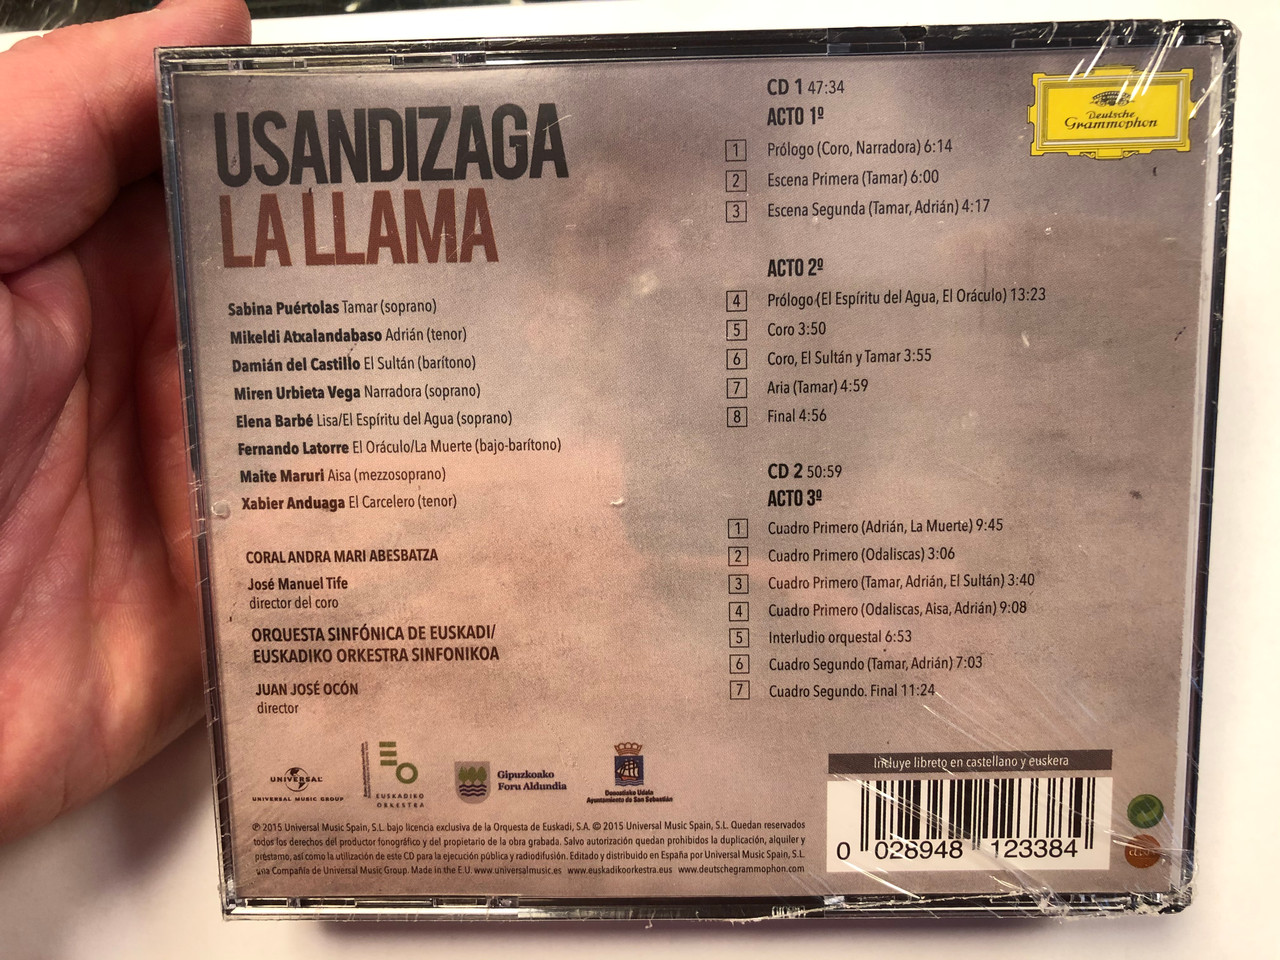 USANDIZAGA
LA LLAMA
Sabina Puértolas Tamar (soprano)
Mikeldi Atxalandabaso Adrián (tenor)
Damián del Castillo El Sultán (barítono)
Miren Urbieta Vega Narradora (soprano)
Elena Barbé Lisa/El Espíritu del Agua (soprano)
Fernando Latorre El Oráculo/La Muerte (bajo-barítono)
Maite Maruri Aisa (mezzosoprano)
Xabier Anduaga El Carcelero (tenor)
CORAL ANDRA MARI ABESBATZA
José Manuel Tife
director del coro
ORQUESTA SINFÓNICA DE EUSKADI/
EUSKADIKO ORKESTRA SINFONIKOA
JUAN JOSÉ OCÓN
director
CD 1 47:34
ACTO 1º
1 Prólogo (Coro, Narradora) 6:14
2 Escena Primera (Tamar) 6:00
3 Escena Segunda (Tamar, Adrián) 4:17
ACTO 2º
4 Prólogo (El Espíritu del Agua, El Oráculo) 13:23
5 Coro 3:50
6 Coro, El Sultán y Tamar 3:55
7 Aria (Tamar) 4:59
8 Final 4:56
CD 2 50:59
ACTO 3º
1 Cuadro Primero (Adrián, La Muerte) 9:45
2 Cuadro Primero (Odaliscas) 3:06
3 Cuadro Primero (Tamar, Adrián, El Sultán) 3:40
4 Cuadro Primero (Odaliscas, Aisa, Adrián) 9:08
5 Interludio orquestal 6:53
6 Cuadro Segundo (Tamar, Adrián) 7:03
7 Cuadro Segundo. Final 11:24
Deutsche
Grammophon
UNIVERSAL
UNIVERSAL MUSIC GROUP
EO
EUSKADIKO
ORKESTRA
Gipuzkoako
Foru Aldundia
Donostiako Udala
Ayuntamiento de San Sebastián
Incluye libreto en castellano y euskera
0 028948 123384
℗ 2015 Universal Music Spain, S.L. bajo licencia exclusiva de la Orquesta de Euskadi, S.A. © 2015 Universal Music Spain, S.L. Quedan reservados
todos los derechos del productor fonográfico y del propietario de la obra grabada. Salvo autorización quedan prohibidos la duplicación, alquiler y
préstamo, así como la utilización de este CD para la ejecución pública y radiodifusión. Editado y distribuido en España por Universal Music Spain, S.L.
una Compañía de Universal Music Group. Made in the E.U. www.universalmusic.es www.euskadikoorkestra.eus www.deutschegrammophon.com